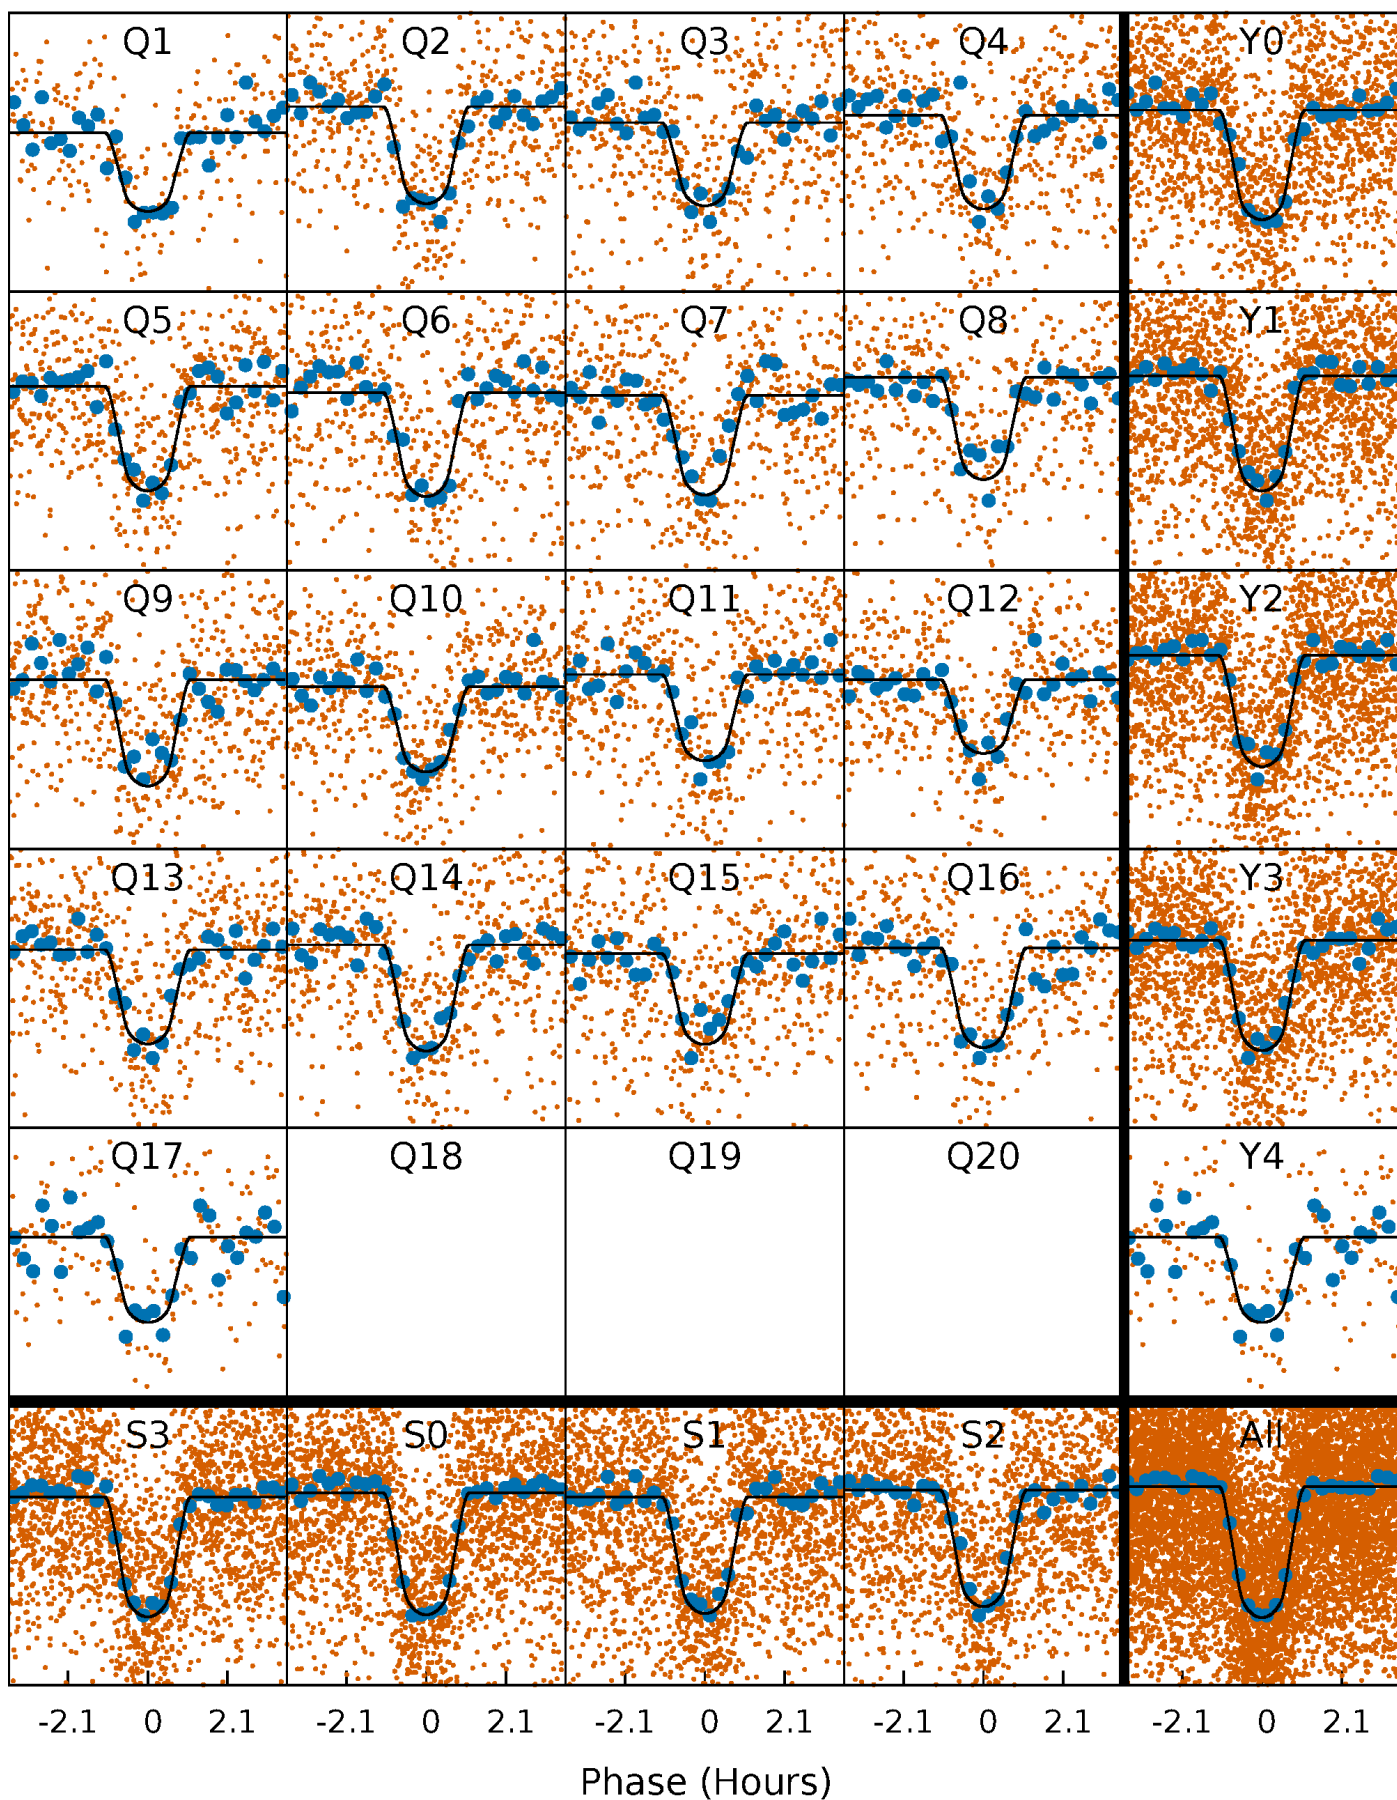 Q1 Q2 Q3 Q4 Y0
Q5 Q6 Q7 Q8 Y1
Q9 Q10 Q11 Q12 Y2
Q13 Q14 Q15 Q16 Y3
Q17 Q18 Q19 Q20 Y4
S3 S0 S1 S2 All
-2.1 0 2.1 -2.1 0 2.1 -2.1 0 2.1 -2.1 0 2.1 -2.1 0 2.1
Phase (Hours)